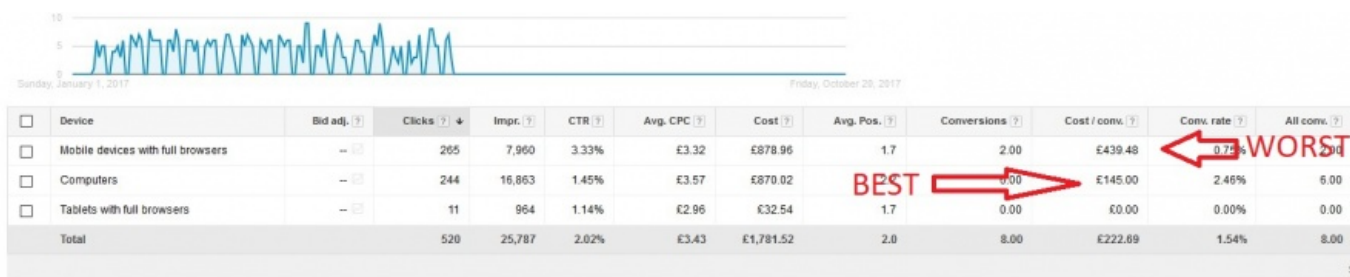 10
5
0
Sunday, January 1, 2017 Friday, October 20, 2017
Device Bid adj. ? Clicks ? ↓ Impr. ? CTR ? Avg. CPC ? Cost ? Avg. Pos. ? Conversions ? Cost / conv. ? Conv. rate ? All conv. ?
Mobile devices with full browsers -- 265 7,960 3.33% £3.32 £878.96 1.7 2.00 £439.48 0.75% 2.00
WORST
Computers -- 244 16,863 1.45% £3.57 £870.02 6.00 £145.00 2.46% 6.00
BEST
Tablets with full browsers -- 11 964 1.14% £2.96 £32.54 1.7 0.00 £0.00 0.00% 0.00
Total 520 25,787 2.02% £3.43 £1,781.52 2.0 8.00 £222.69 1.54% 8.00